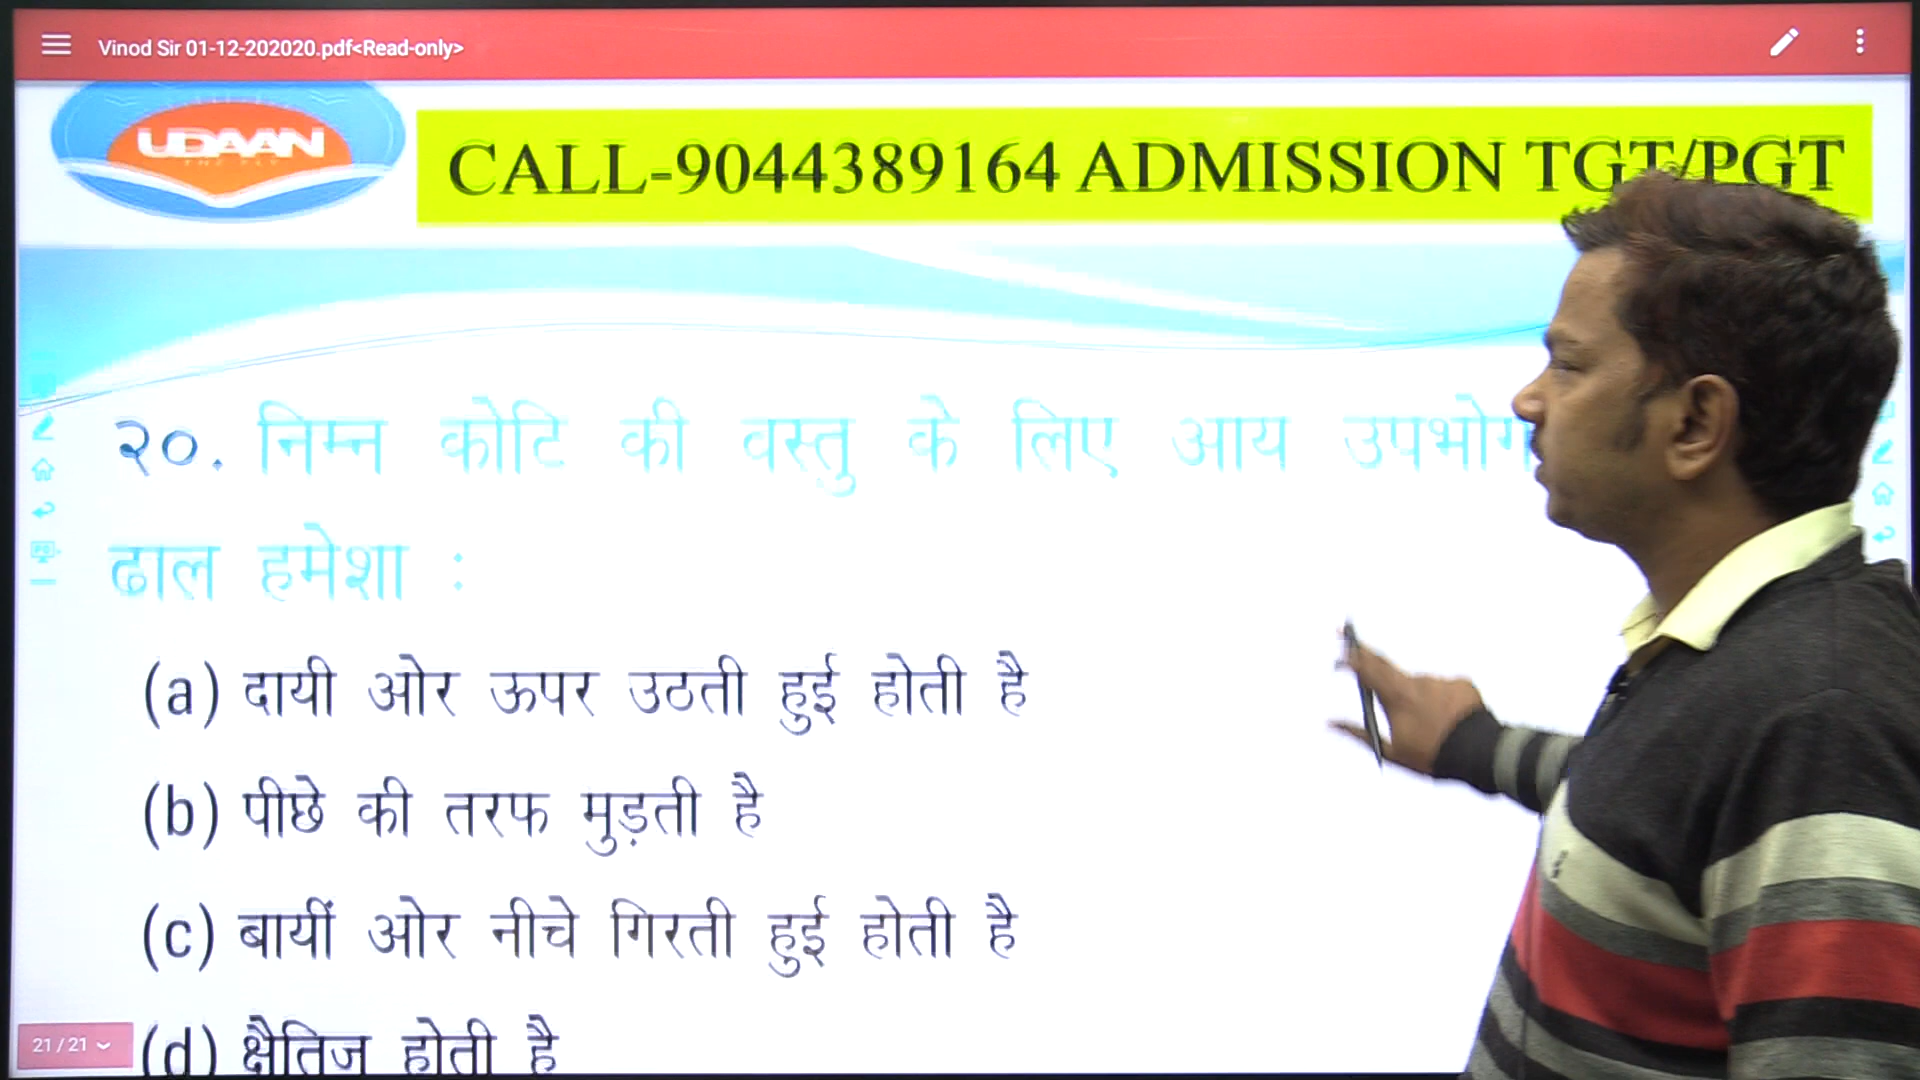 Vinod Sir 01-12-202020.pdf<Read-only>
UDAAN
CALL-9044389164 ADMISSION TGT/PGT
२०. निम्न कोटि की वस्तु के लिए आय उपभोग
ढाल हमेशा :
(a) दायी ओर ऊपर उठती हुई होती है
(b) पीछे की तरफ मुड़ती है
(c) बायीं ओर नीचे गिरती हुई होती है
(d) क्षैतिज होती है
21 / 21